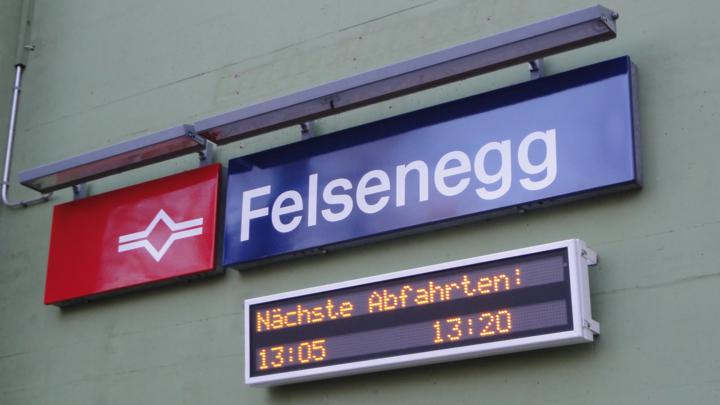 Felsenegg
Nächste Abfahrten:
13:05 13:20